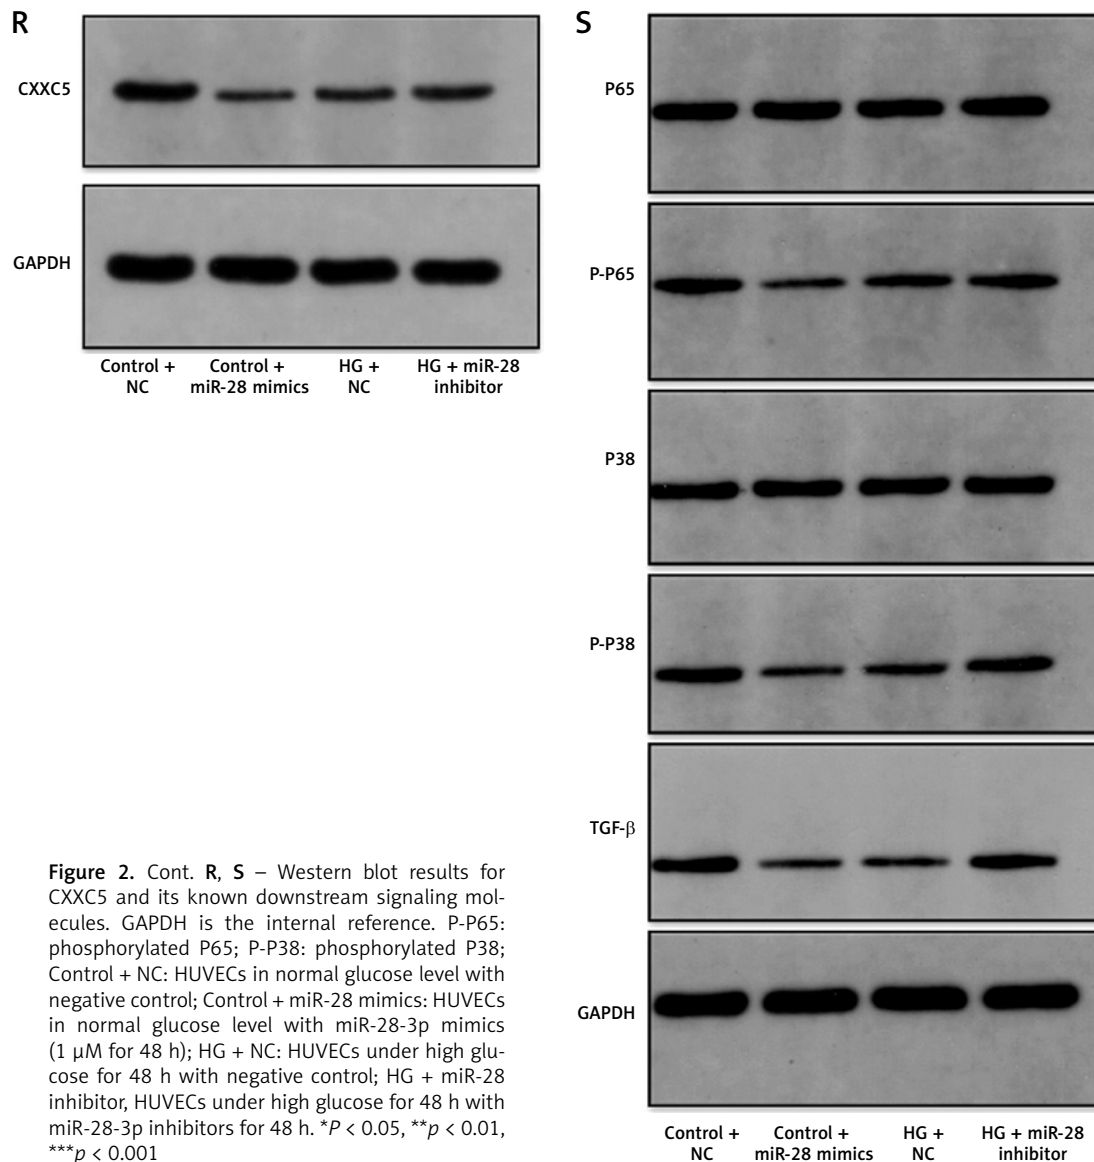 R
CXXC5
GAPDH
Control + NC
Control + miR-28 mimics
HG + NC
HG + miR-28 inhibitor
S
P65
P-P65
P38
P-P38
TGF-β
GAPDH
Control + NC
Control + miR-28 mimics
HG + NC
HG + miR-28 inhibitor
Figure 2. Cont. R, S – Western blot results for
CXXC5 and its known downstream signaling mol-
ecules. GAPDH is the internal reference. P-P65:
phosphorylated P65; P-P38: phosphorylated P38;
Control + NC: HUVECs in normal glucose level with
negative control; Control + miR-28 mimics: HUVECs
in normal glucose level with miR-28-3p mimics
(1 μM for 48 h); HG + NC: HUVECs under high glu-
cose for 48 h with negative control; HG + miR-28
inhibitor, HUVECs under high glucose for 48 h with
miR-28-3p inhibitors for 48 h. *P < 0.05, **p < 0.01,
***p < 0.001